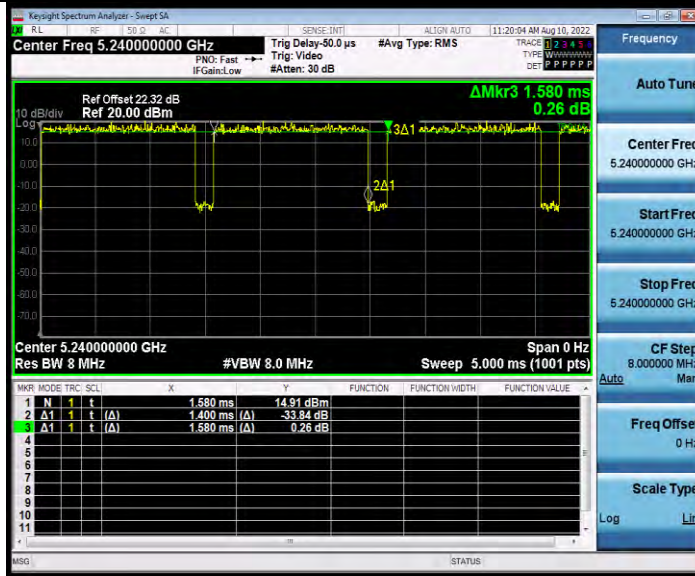 Keysight Spectrum Analyzer - Swept SA
RL RF 50 Ω AC SENSE:INT ALIGN AUTO 11:20:04 AM Aug 10, 2022
Center Freq 5.240000000 GHz
PNO: Fast
IFGain:Low
Trig Delay-50.0 µs
Trig: Video
#Atten: 30 dB
#Avg Type: RMS
TRACE 1 2 3 4 5 6
TYPE W
DET P P P P P P
Ref Offset 22.32 dB
10 dB/div Ref 20.00 dBm
Log
ΔMkr3 1.580 ms
0.26 dB
3Δ1
2Δ1
10.0
0.00
-10.0
-20.0
-30.0
-40.0
-50.0
-60.0
-70.0
Center 5.240000000 GHz Span 0 Hz
Res BW 8 MHz #VBW 8.0 MHz Sweep 5.000 ms (1001 pts)
MKR MODE TRC SCL X Y FUNCTION FUNCTION WIDTH FUNCTION VALUE
1 N 1 t 1.580 ms 14.91 dBm
2 Δ1 1 t (Δ) 1.400 ms (Δ) -33.84 dB
3 Δ1 1 t (Δ) 1.580 ms (Δ) 0.26 dB
4
5
6
7
8
9
10
11
MSG STATUS
Frequency
Auto Tune
Center Freq
5.240000000 GHz
Start Freq
5.240000000 GHz
Stop Freq
5.240000000 GHz
CF Step
8.000000 MHz
Auto Man
Freq Offset
0 Hz
Scale Type
Log Lin